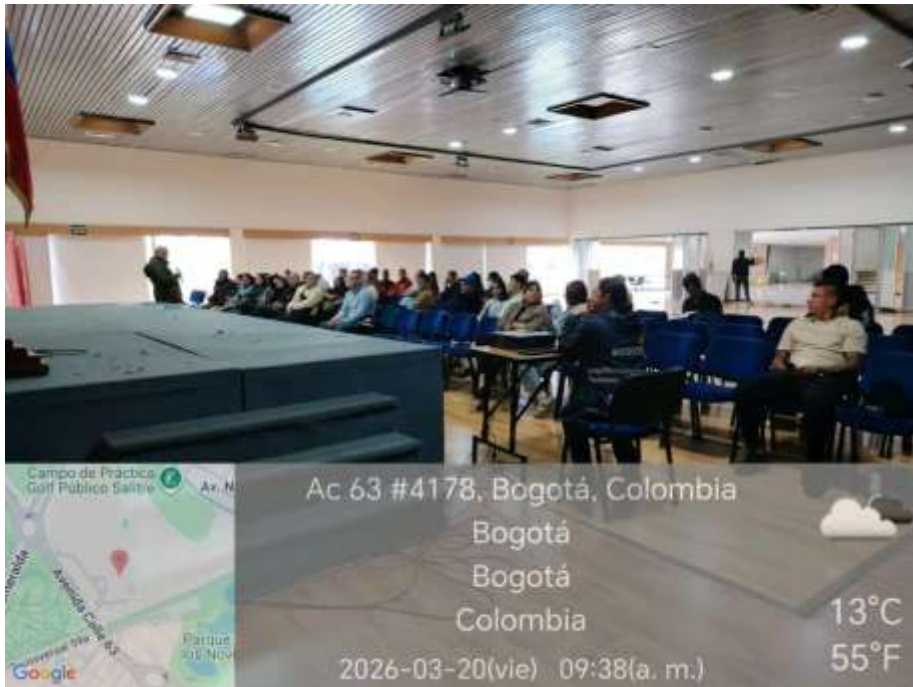 Campo de Práctica
Golf Público Salitre
Av. N
Avenida Calle 63
Parque
Google
Ac 63 #4178, Bogotá, Colombia
Bogotá
Bogotá
Colombia
2026-03-20(vie) 09:38(a. m.)
13°C
55°F